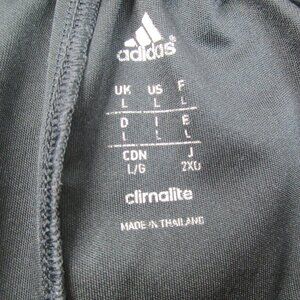 adidas
UK US F
L L L
D I E
L L L
CDN J
L/G 2XO
climalite
MADE IN THAILAND